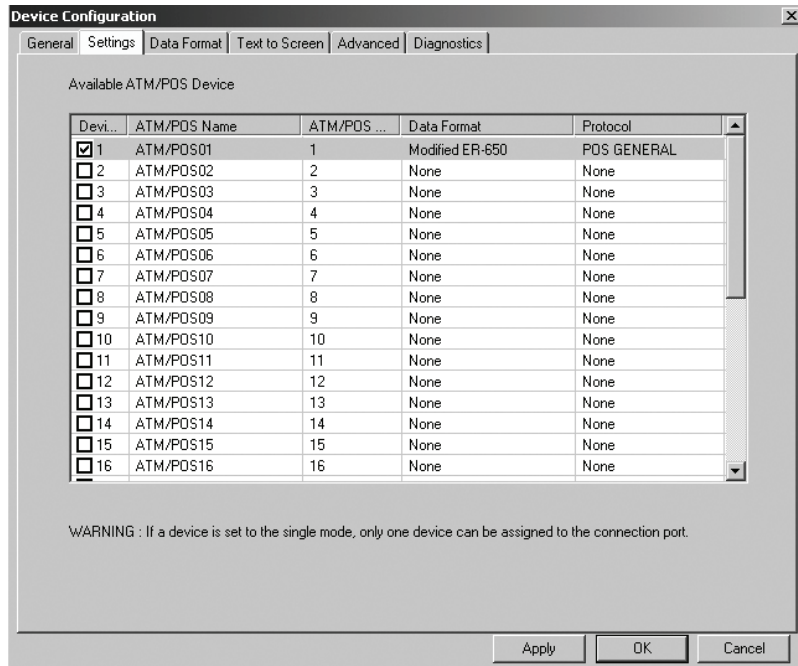 Device Configuration
General Settings Data Format Text to Screen Advanced Diagnostics
Available ATM/POS Device
Devi... ATM/POS Name ATM/POS ... Data Format Protocol
1 ATM/POS01 1 Modified ER-650 POS GENERAL
2 ATM/POS02 2 None None
3 ATM/POS03 3 None None
4 ATM/POS04 4 None None
5 ATM/POS05 5 None None
6 ATM/POS06 6 None None
7 ATM/POS07 7 None None
8 ATM/POS08 8 None None
9 ATM/POS09 9 None None
10 ATM/POS10 10 None None
11 ATM/POS11 11 None None
12 ATM/POS12 12 None None
13 ATM/POS13 13 None None
14 ATM/POS14 14 None None
15 ATM/POS15 15 None None
16 ATM/POS16 16 None None
WARNING : If a device is set to the single mode, only one device can be assigned to the connection port.
Apply OK Cancel